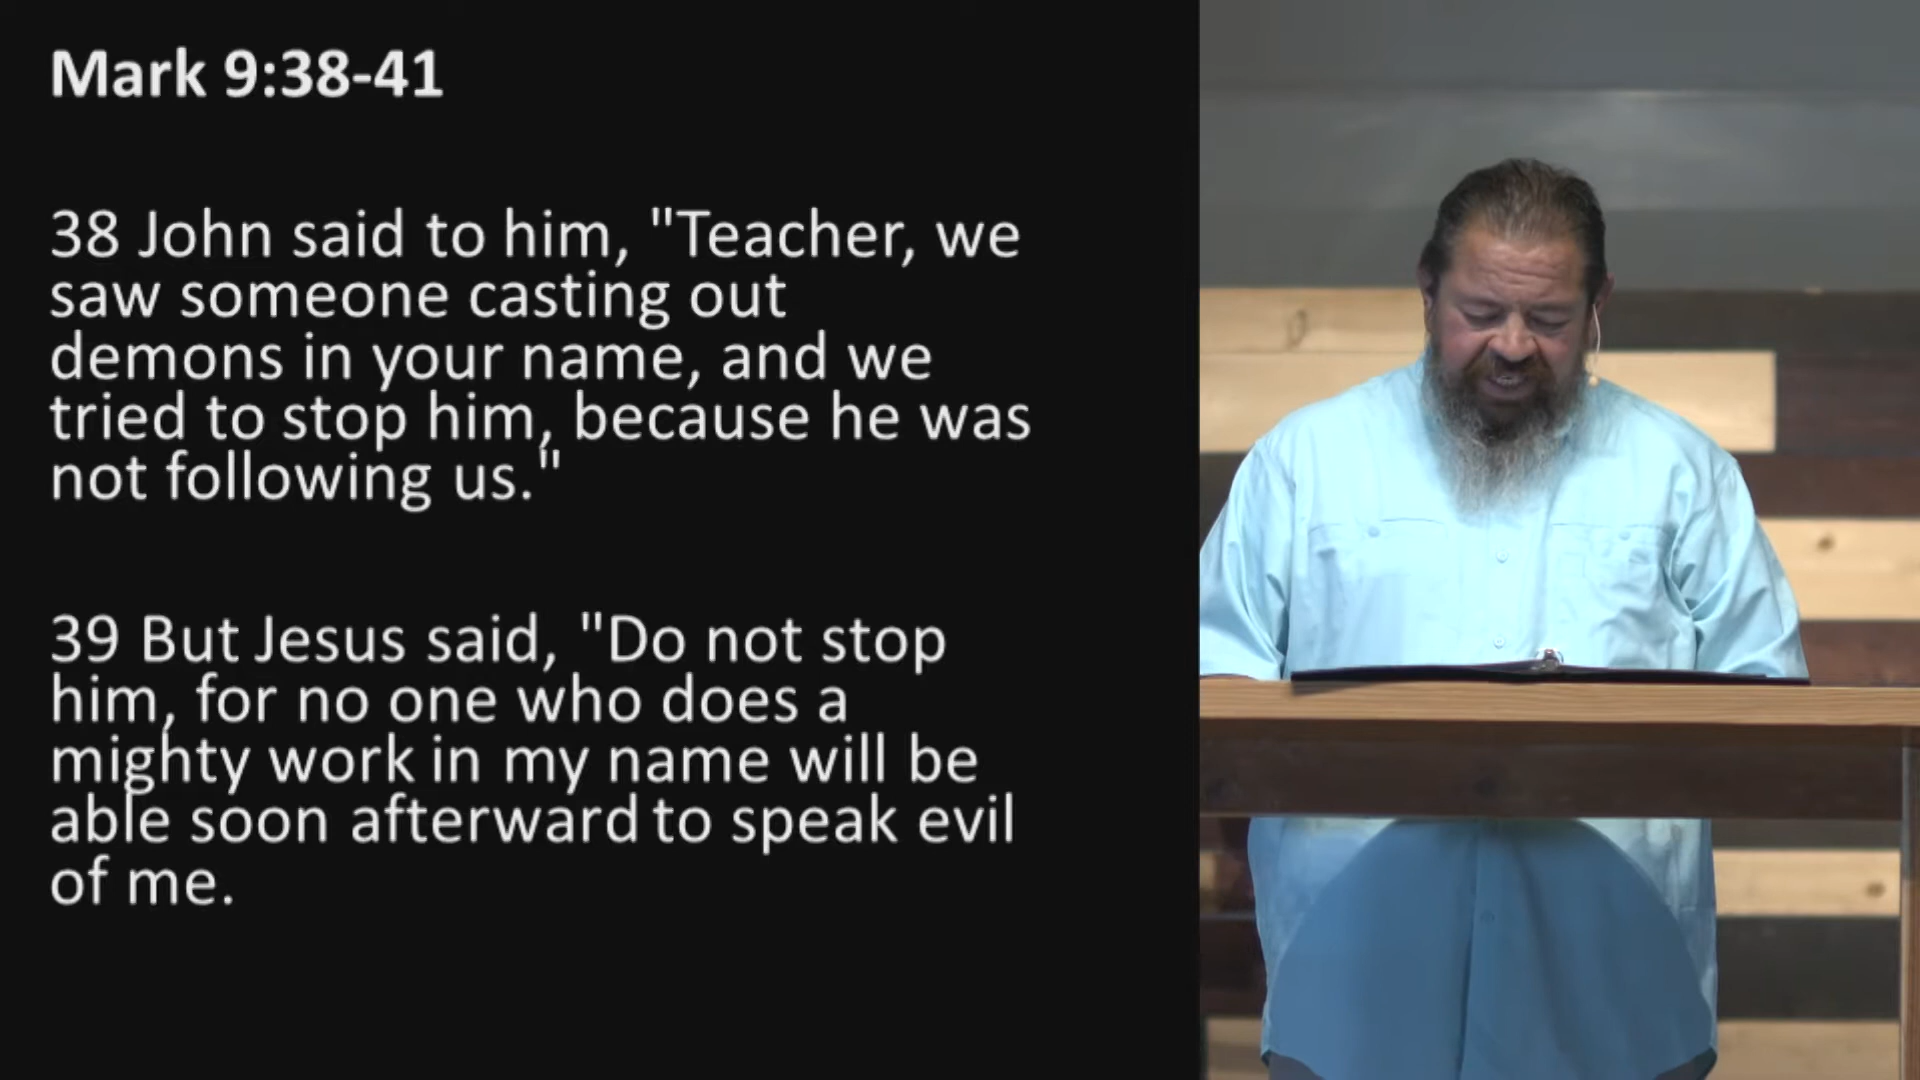 Mark 9:38-41
38 John said to him, "Teacher, we
saw someone casting out
demons in your name, and we
tried to stop him, because he was
not following us."
39 But Jesus said, "Do not stop
him, for no one who does a
mighty work in my name will be
able soon afterward to speak evil
of me.